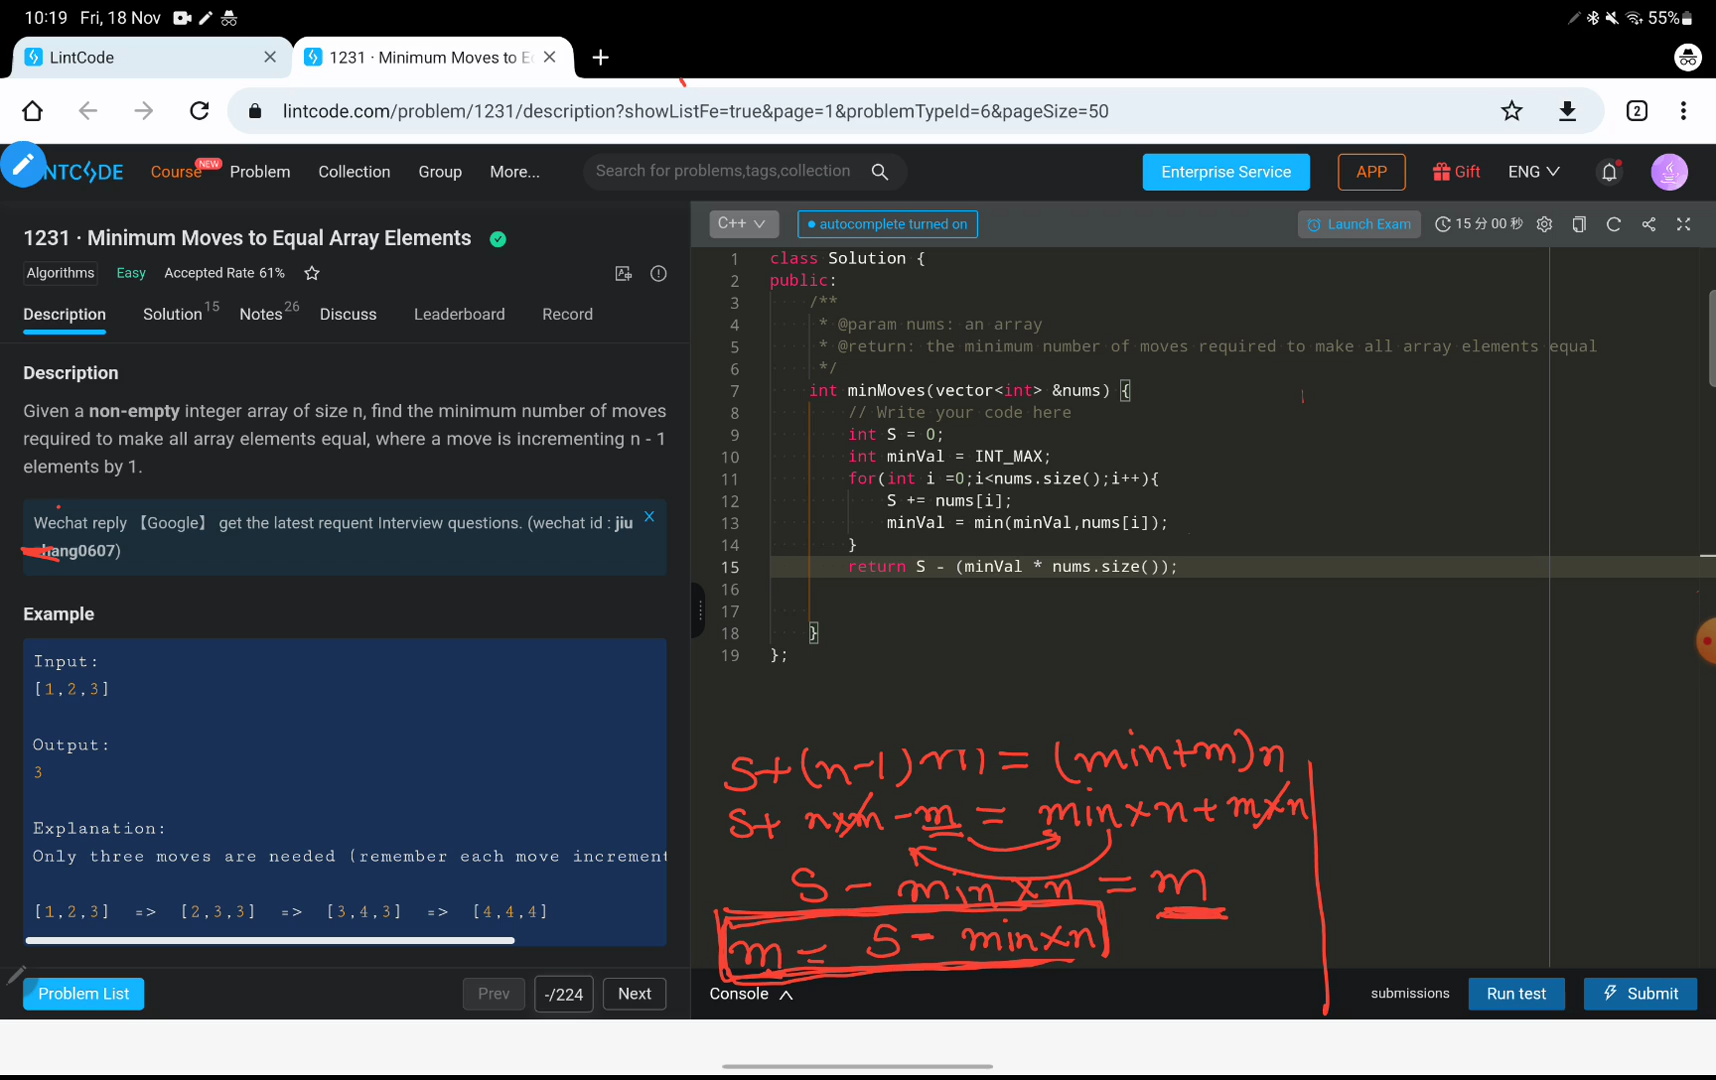 10:19 Fri, 18 Nov
55%
LintCode
1231 · Minimum Moves to Ec
lintcode.com/problem/1231/description?showListFe=true&page=1&problemTypeId=6&pageSize=50
2
NTCODE
Course NEW Problem Collection Group More...
Search for problems,tags,collection
Enterprise Service
APP
Gift
ENG
1231 · Minimum Moves to Equal Array Elements
Algorithms Easy Accepted Rate 61%
Description Solution 15 Notes 26 Discuss Leaderboard Record
Description
Given a non-empty integer array of size n, find the minimum number of moves
required to make all array elements equal, where a move is incrementing n - 1
elements by 1.
Wechat reply 【Google】 get the latest requent Interview questions. (wechat id : jiu
hang0607)
Example
Input:
[1,2,3]
Output:
3
Explanation:
Only three moves are needed (remember each move increment
[1,2,3] => [2,3,3] => [3,4,3] => [4,4,4]
Problem List
Prev
-/224
Next
C++
autocomplete turned on
Launch Exam
15 分 00 秒
1 class Solution {
2 public:
3 /**
4 * @param nums: an array
5 * @return: the minimum number of moves required to make all array elements equal
6 */
7 int minMoves(vector<int> &nums) {
8 // Write your code here
9 int S = 0;
10 int minVal = INT_MAX;
11 for(int i =0;i<nums.size();i++){
12 S += nums[i];
13 minVal = min(minVal,nums[i]);
14 }
15 return S - (minVal * nums.size());
16
17
18 }
19 };
S+(n-1)m = (min+m)n
S+ n×m - m = min×n + m×n
S - min×n = m
m = S - min×n
Console
submissions
Run test
Submit